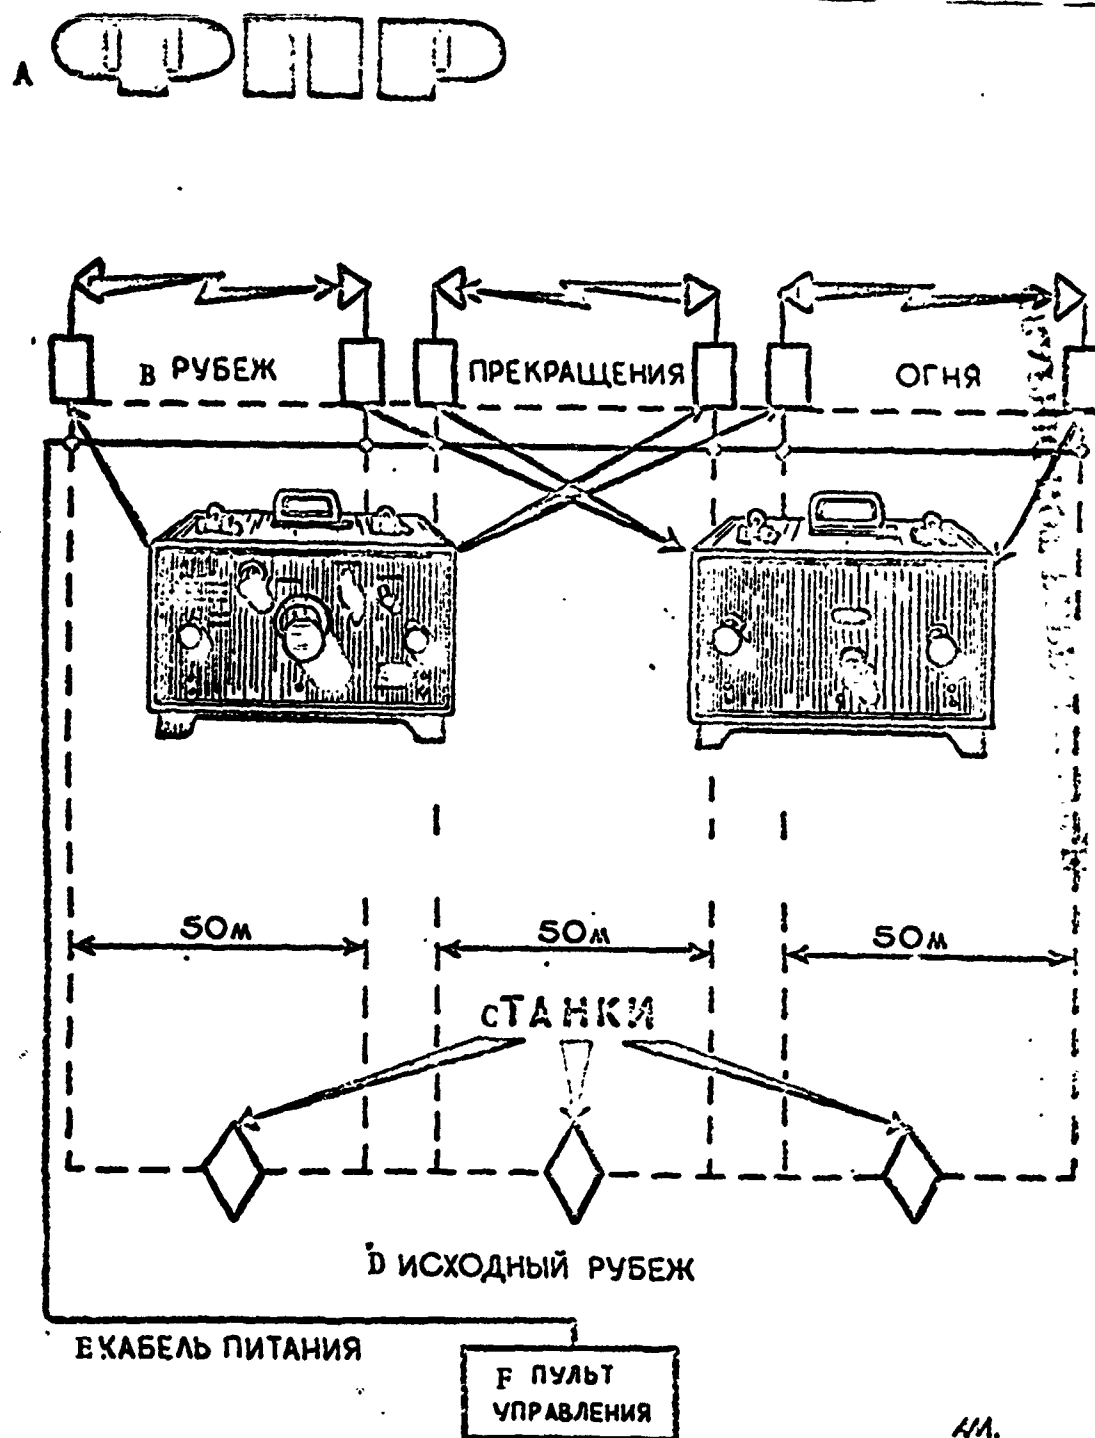 A
B РУБЕЖ ПРЕКРАЩЕНИЯ ОГНЯ
50м 50м 50м
C ТАНКИ
D ИСХОДНЫЙ РУБЕЖ
E КАБЕЛЬ ПИТАНИЯ
F ПУЛЬТ
УПРАВЛЕНИЯ